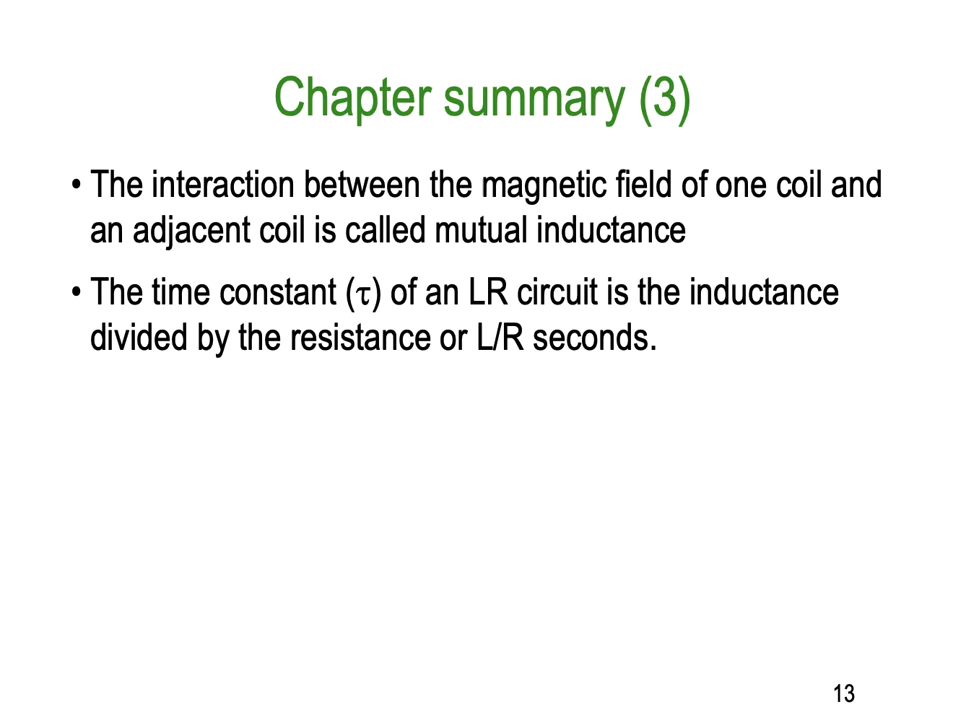 Chapter summary (3)
• The interaction between the magnetic field of one coil and
an adjacent coil is called mutual inductance
• The time constant (τ) of an LR circuit is the inductance
divided by the resistance or L/R seconds.
13